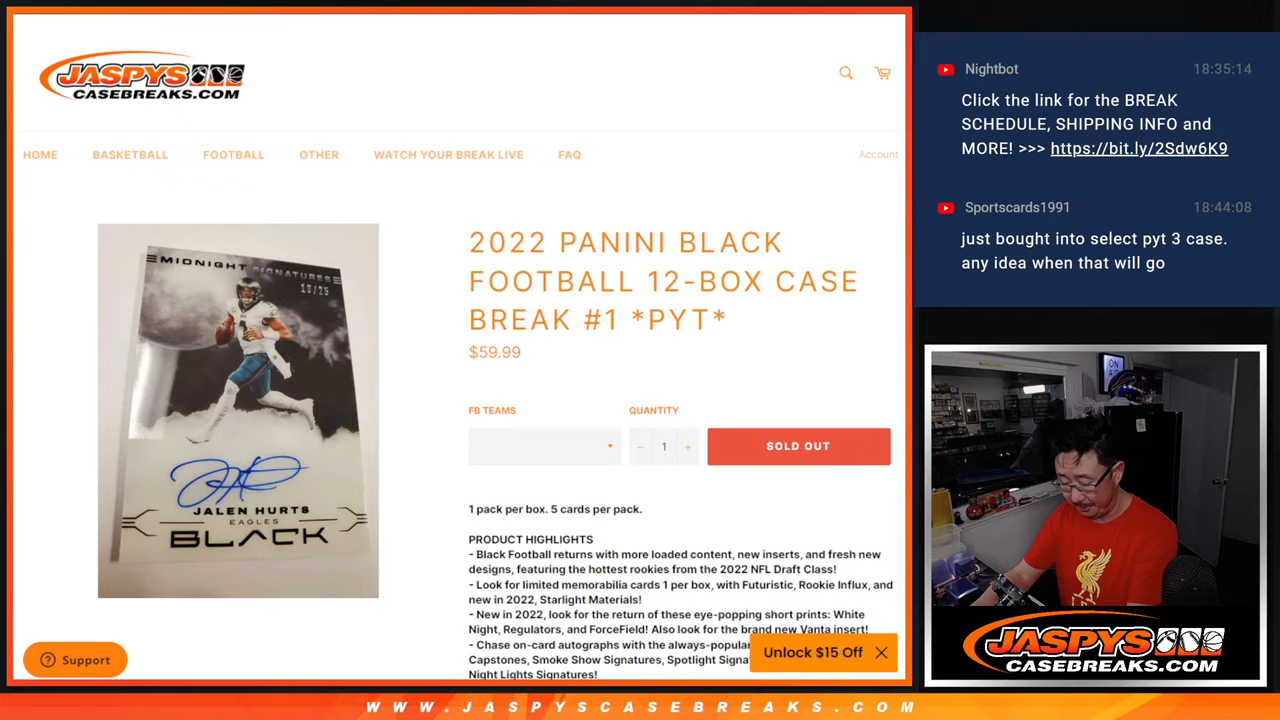 JASPYS
CASEBREAKS.COM
HOME BASKETBALL FOOTBALL OTHER WATCH YOUR BREAK LIVE FAQ Account
MIDNIGHT SIGNATURES
JALEN HURTS
EAGLES
BLACK
2022 PANINI BLACK
FOOTBALL 12-BOX CASE
BREAK #1 *PYT*
$59.99
FB TEAMS QUANTITY
− 1 + SOLD OUT
1 pack per box. 5 cards per pack.
PRODUCT HIGHLIGHTS
- Black Football returns with more loaded content, new inserts, and fresh new
designs, featuring the hottest rookies from the 2022 NFL Draft Class!
- Look for limited memorabilia cards 1 per box, with Futuristic, Rookie Influx, and
new in 2022, Starlight Materials!
- New in 2022, look for the return of these eye-popping short prints: White
Night, Regulators, and ForceField! Also look for the brand new Vanta insert!
- Chase on-card autographs with the always-popular
Capstones, Smoke Show Signatures, Spotlight
Night Lights Signatures!
Support
Unlock $15 Off
Nightbot 18:35:14
Click the link for the BREAK
SCHEDULE, SHIPPING INFO and
MORE! >>> https://bit.ly/2Sdw6K9
Sportscards1991 18:44:08
just bought into select pyt 3 case.
any idea when that will go
ON
JASPYS
CASEBREAKS.COM
WWW.JASPYSCASEBREAKS.COM